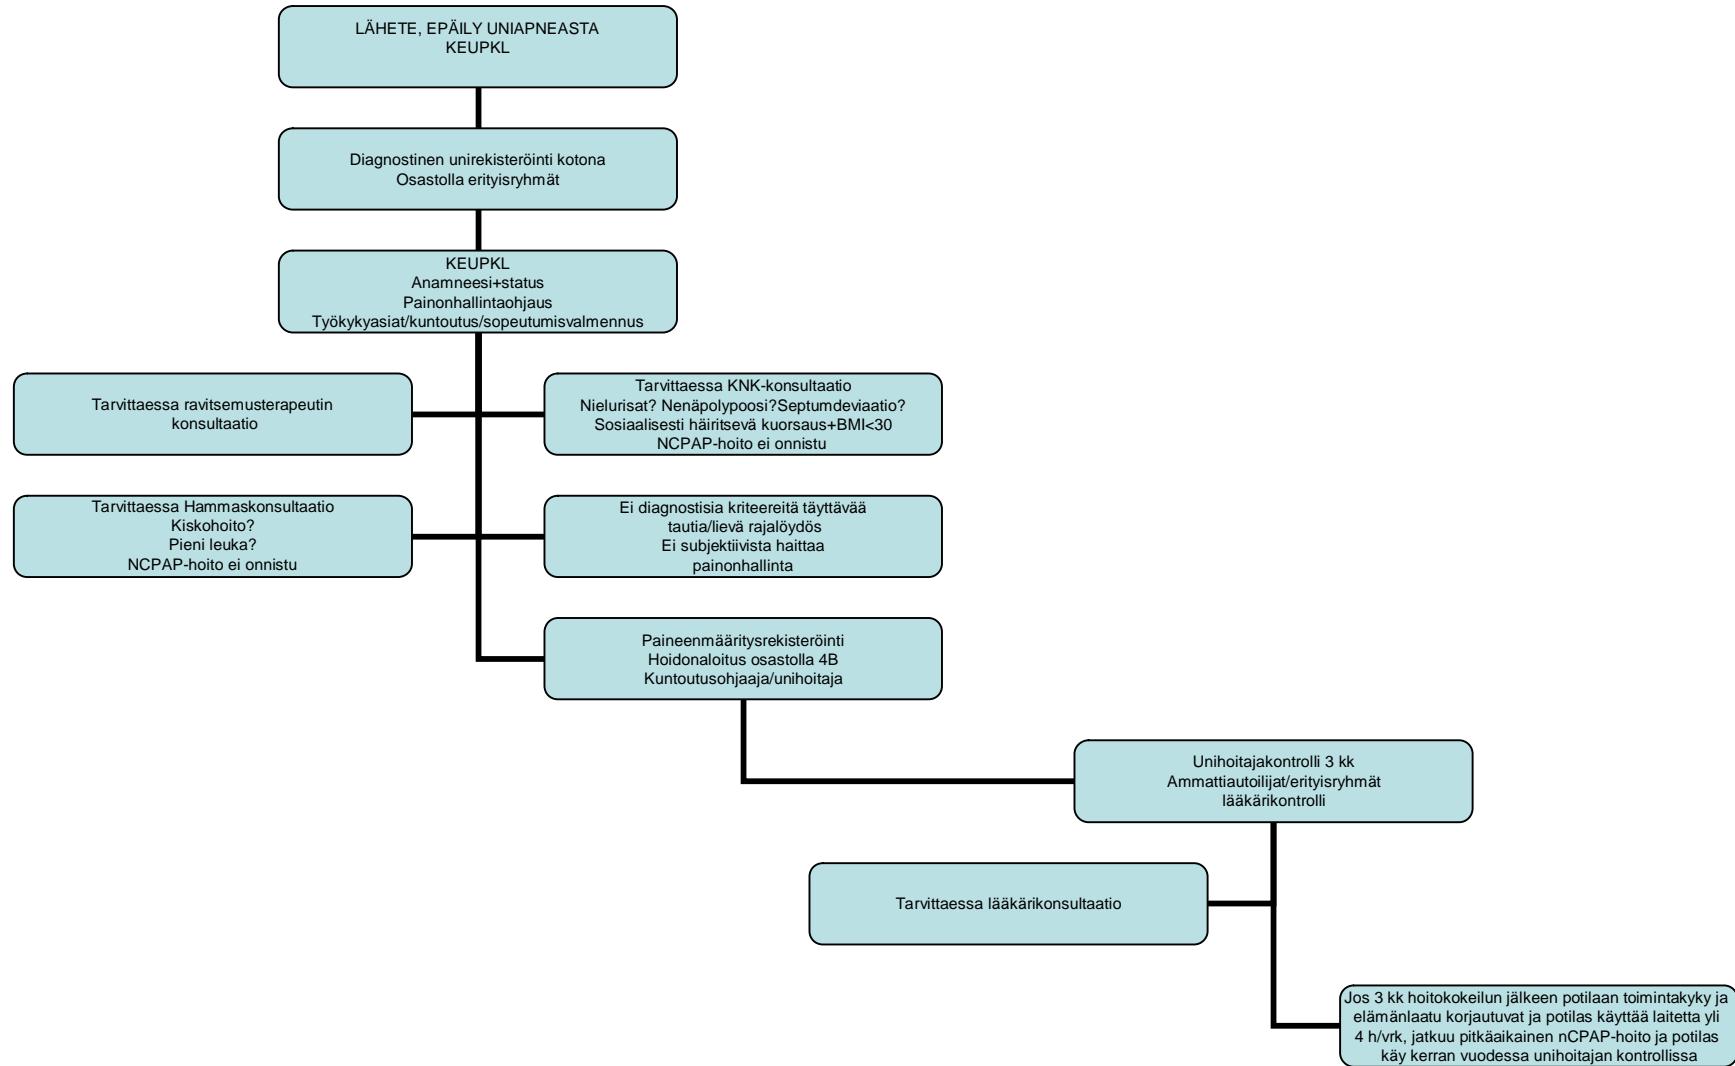 LÄHETE, EPÄILY UNIAPNEASTA
KEUPKL
Diagnostinen unirekisteröinti kotona
Osastolla erityisryhmät
KEUPKL
Anamneesi+status
Painonhallintaohjaus
Työkykyasiat/kuntoutus/sopeutumisvalmennus
Tarvittaessa ravitsemusterapeutin
konsultaatio
Tarvittaessa KNK-konsultaatio
Nielurisat? Nenäpolypoosi?Septumdeviaatio?
Sosiaalisesti häiritsevä kuorsaus+BMI<30
NCPAP-hoito ei onnistu
Tarvittaessa Hammaskonsultaatio
Kiskohoito?
Pieni leuka?
NCPAP-hoito ei onnistu
Ei diagnostisia kriteereitä täyttävää
tautia/lievä rajalöydös
Ei subjektiivista haittaa
painonhallinta
Paineenmääritysrekisteröinti
Hoidonaloitus osastolla 4B
Kuntoutusohjaaja/unihoitaja
Unihoitajakontrolli 3 kk
Ammattiautoilijat/erityisryhmät
lääkärikontrolli
Tarvittaessa lääkärikonsultaatio
Jos 3 kk hoitokokeilun jälkeen potilaan toimintakyky ja
elämänlaatu korjautuvat ja potilas käyttää laitetta yli
4 h/vrk, jatkuu pitkäaikainen nCPAP-hoito ja potilas
käy kerran vuodessa unihoitajan kontrollissa